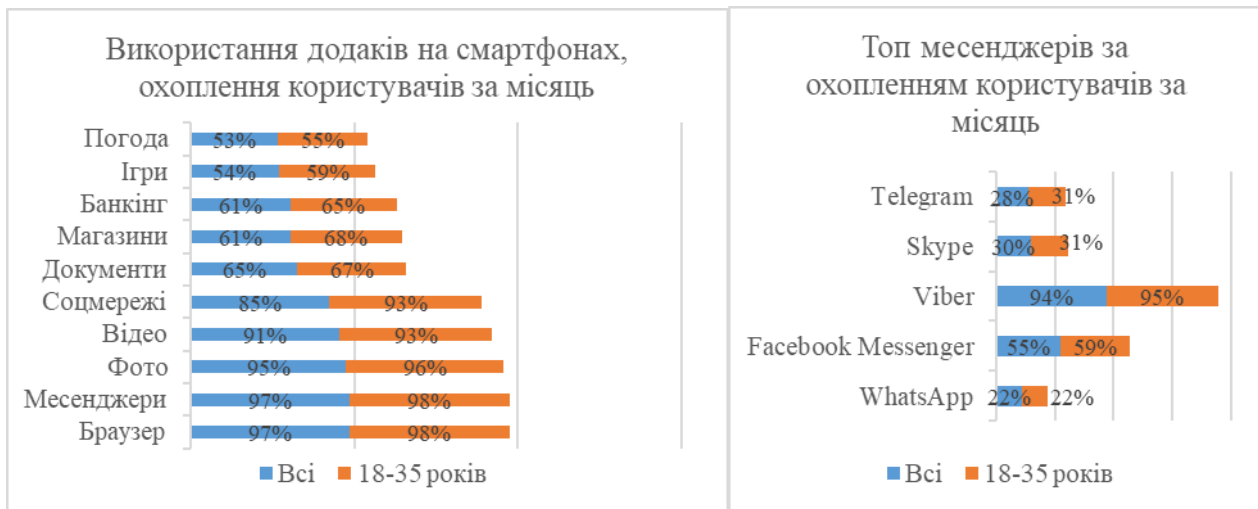 Використання додаків на смартфонах,
охоплення користувачів за місяць
Погода 53% 55%
Ігри 54% 59%
Банкінг 61% 65%
Магазини 61% 68%
Документи 65% 67%
Соцмережі 85% 93%
Відео 91% 93%
Фото 95% 96%
Месенджери 97% 98%
Браузер 97% 98%
Всі 18-35 років
Топ месенджерів за
охопленням користувачів за
місяць
Telegram 28% 31%
Skype 30% 31%
Viber 94% 95%
Facebook Messenger 55% 59%
WhatsApp 22% 22%
Всі 18-35 років